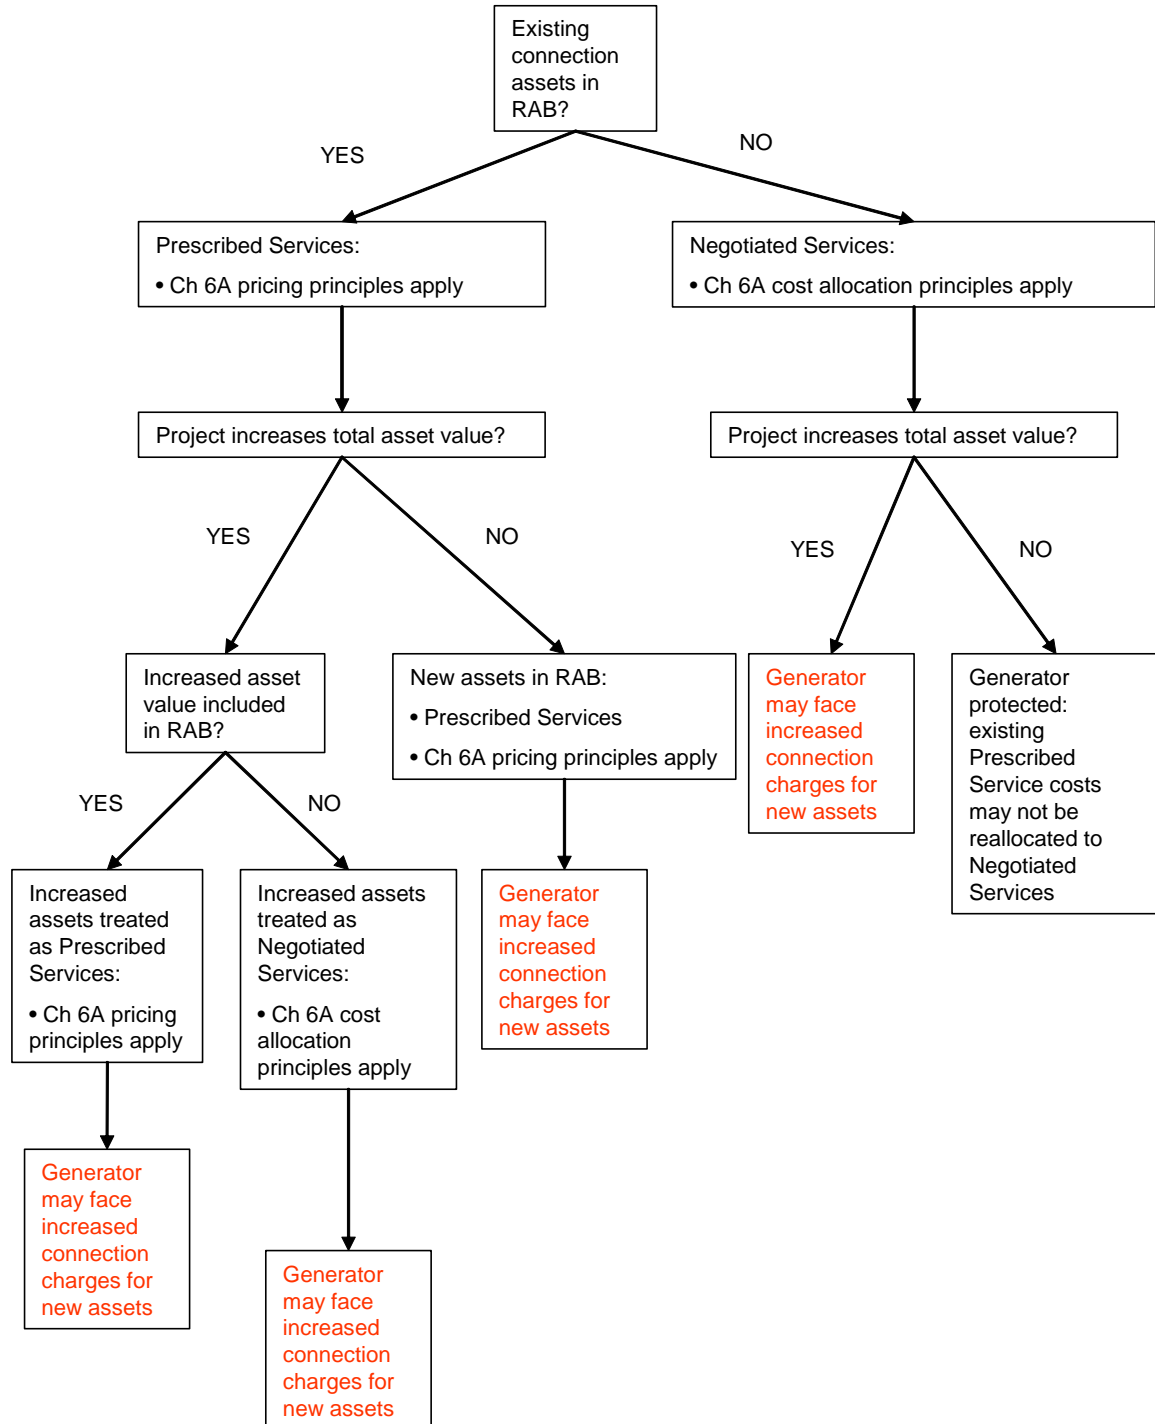 Existing
connection
assets in
RAB?
YES
NO
Prescribed Services:
• Ch 6A pricing principles apply
Negotiated Services:
• Ch 6A cost allocation principles apply
Project increases total asset value?
Project increases total asset value?
YES
NO
YES
NO
Increased asset
value included
in RAB?
New assets in RAB:
• Prescribed Services
• Ch 6A pricing principles apply
Generator
may face
increased
connection
charges for
new assets
Generator
protected:
existing
Prescribed
Service costs
may not be
reallocated to
Negotiated
Services
YES
NO
Increased
assets treated
as Prescribed
Services:
• Ch 6A pricing
principles apply
Increased assets
treated as
Negotiated
Services:
• Ch 6A cost
allocation
principles apply
Generator
may face
increased
connection
charges for
new assets
Generator
may face
increased
connection
charges for
new assets
Generator
may face
increased
connection
charges for
new assets